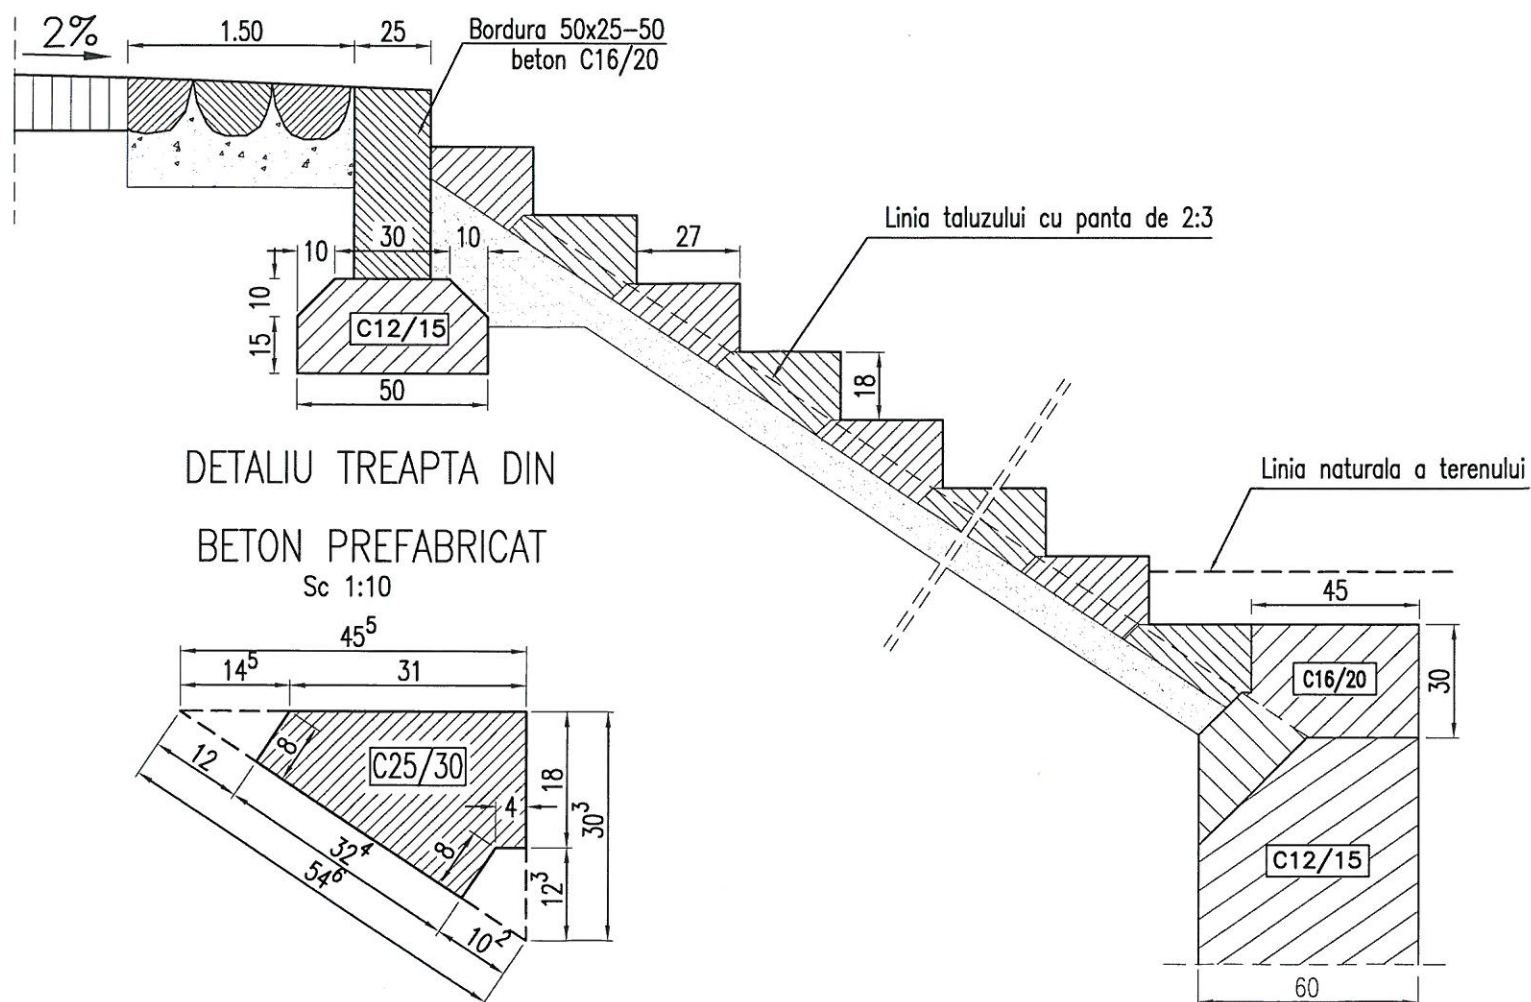 2%
1.50
25
Bordura 50x25-50
beton C16/20
10
30
10
10
15
C12/15
50
27
Linia taluzului cu panta de 2:3
18
Linia naturala a terenului
45
C16/20
30
C12/15
60
DETALIU TREAPTA DIN
BETON PREFABRICAT
Sc 1:10
45⁵
14⁵
31
8
C25/30
12
4
18
30³
8
32⁴
54⁶
12³
10²